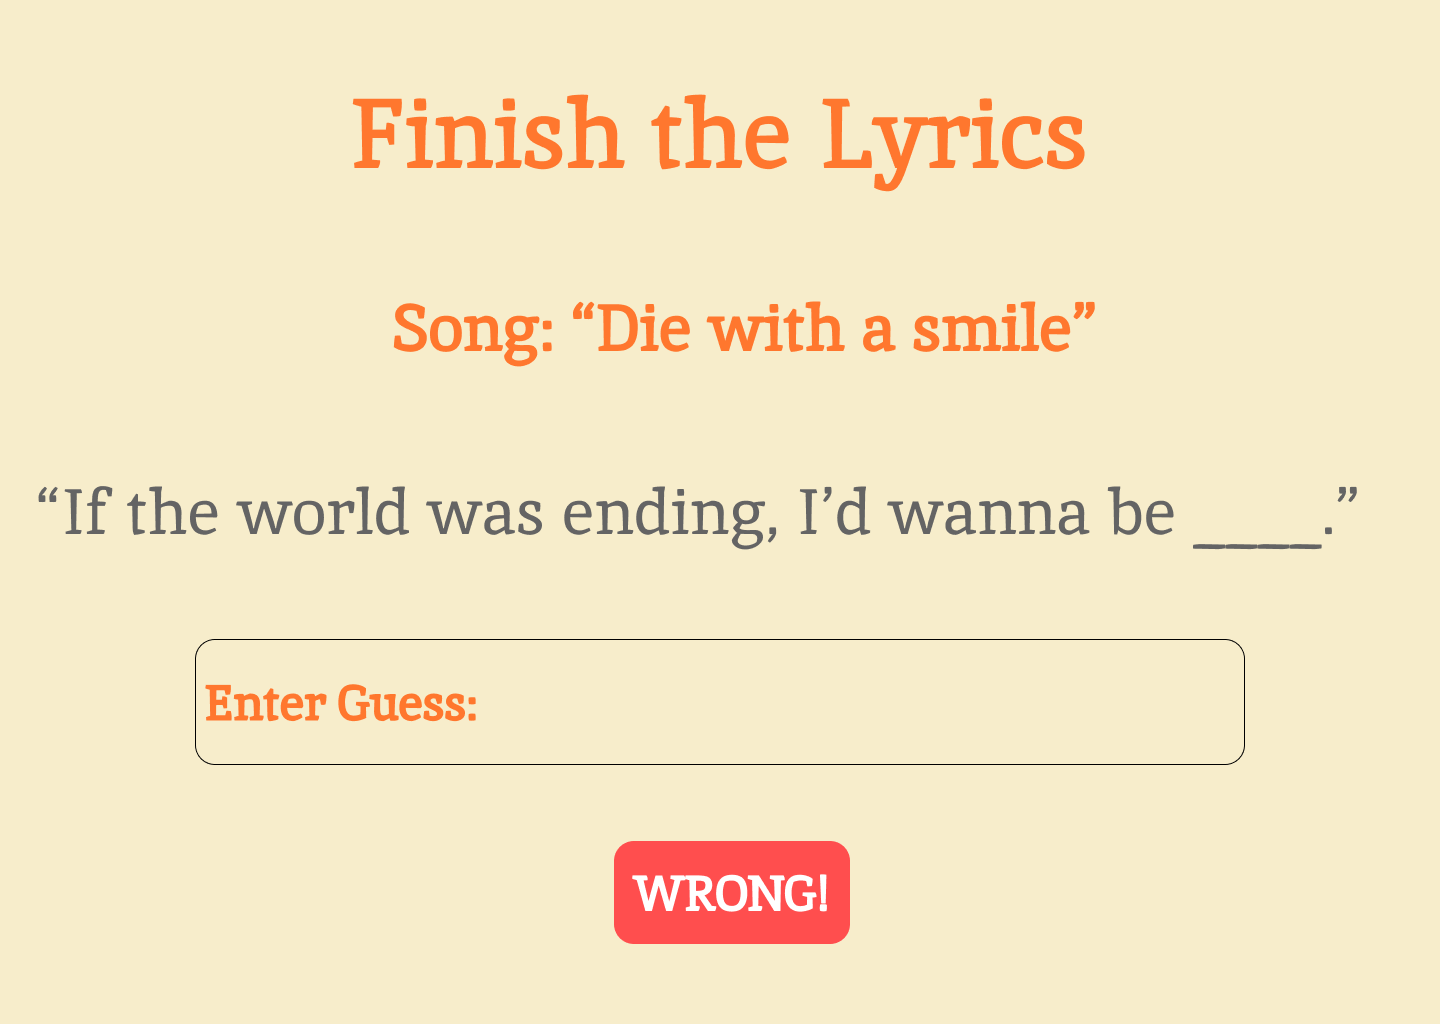 Finish the Lyrics
Song: “Die with a smile”
“If the world was ending, I’d wanna be ____.”
Enter Guess:
WRONG!